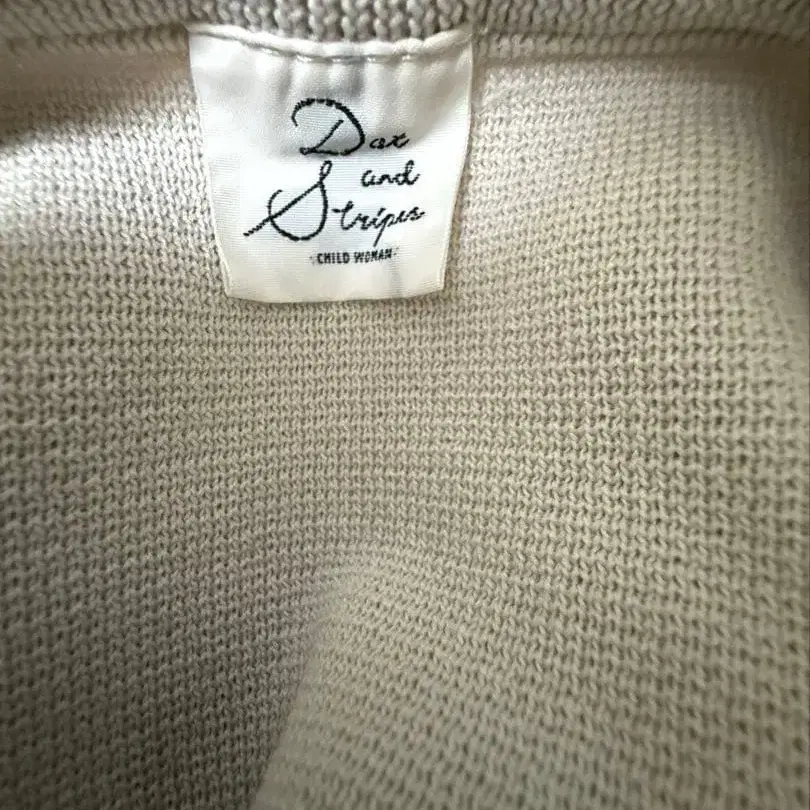 Dot
and
Stripes
CHILD WOMAN